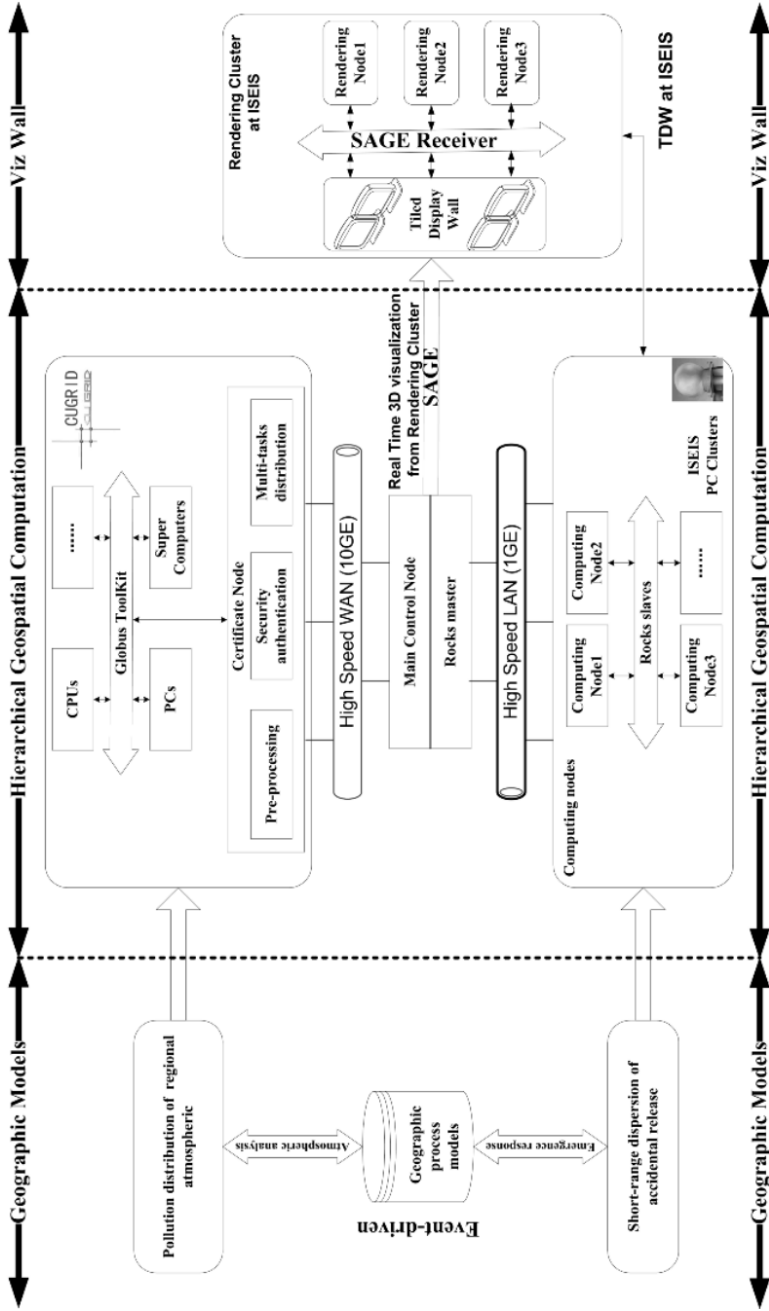 Geographic Models
Hierarchical Geospatial Computation
Viz Wall
Pollution distribution of regional
atmospheric
Atmospheric analysis
Geographic
process
models
Event-driven
Emergence response
Short-range dispersion of
accidental release
CUGRID
CU GRID
CPUs
......
Globus ToolKit
PCs
Super
Computers
Certificate Node
Pre-processing
Security
authentication
Multi-tasks
distribution
High Speed WAN (10GE)
Main Control Node
Rocks master
Real Time 3D visualization
from Rendering Cluster
SAGE
High Speed LAN (1GE)
Computing nodes
Computing
Node1
Computing
Node2
Rocks slaves
Computing
Node3
......
ISEIS
PC Clusters
Rendering Cluster
at ISEIS
Rendering
Node1
Rendering
Node2
Rendering
Node3
SAGE Receiver
Tiled
Display
Wall
TDW at ISEIS
Geographic Models
Hierarchical Geospatial Computation
Viz Wall